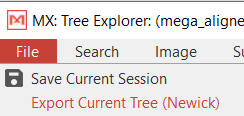 MX: Tree Explorer: (mega_aligne
File Search Image
Save Current Session
Export Current Tree (Newick)